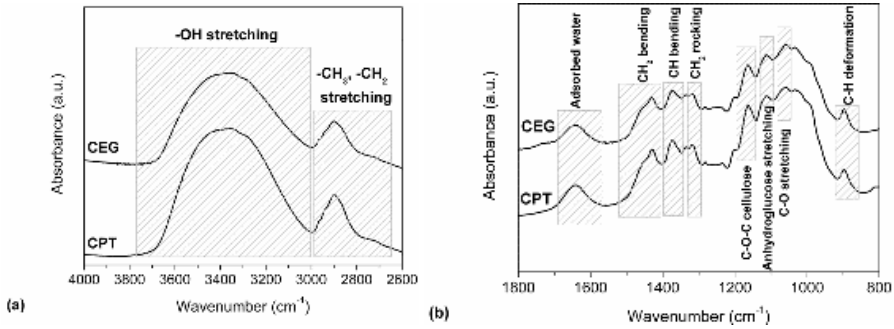 -OH stretching
-CH₃, -CH₂
stretching
CEG
CPT
Absorbance (a.u.)
4000 3800 3600 3400 3200 3000 2800 2600
Wavenumber (cm⁻¹)
(a)
Adsorbed water
CH₂ bending
CH bending
CH₂ rocking
C-O-C cellulose
Anhydroglucose stretching
C-O stretching
C-H deformation
CEG
CPT
Absorbance (a.u.)
1800 1600 1400 1200 1000 800
Wavenumber (cm⁻¹)
(b)